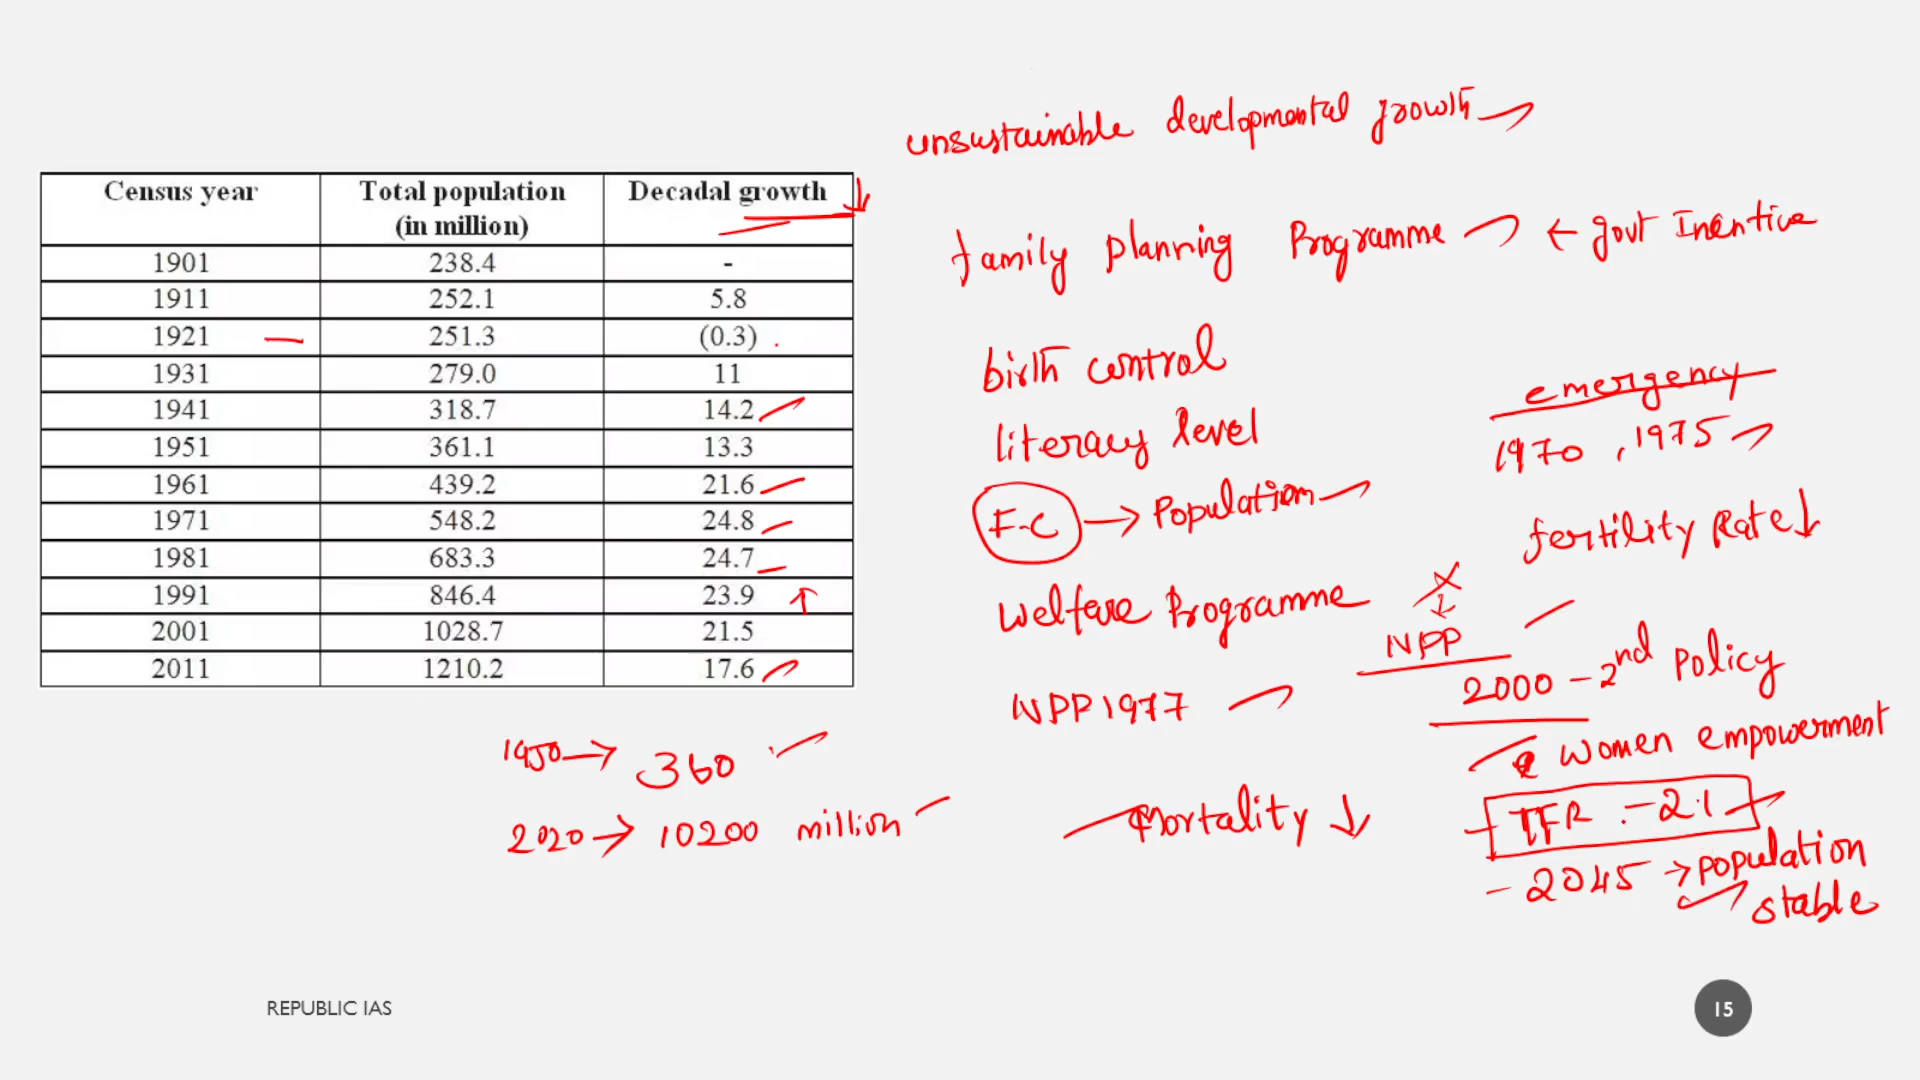 Census year Total population (in million) Decadal growth
1901 238.4 -
1911 252.1 5.8
1921 251.3 (0.3)
1931 279.0 11
1941 318.7 14.2
1951 361.1 13.3
1961 439.2 21.6
1971 548.2 24.8
1981 683.3 24.7
1991 846.4 23.9
2001 1028.7 21.5
2011 1210.2 17.6
1950 → 360
2020 → 10200 million
unsustainable developmental growth
family planning Programme ← govt Incentive
birth control
literacy level
F-C → Population
welfare Programme
NPP 1977
Mortality ↓
emergency
1970, 1975
fertility Rate ↓
NPP
2000 - 2nd Policy
women empowerment
TFR :- 2.1
- 2045 → population
stable
REPUBLIC IAS
15